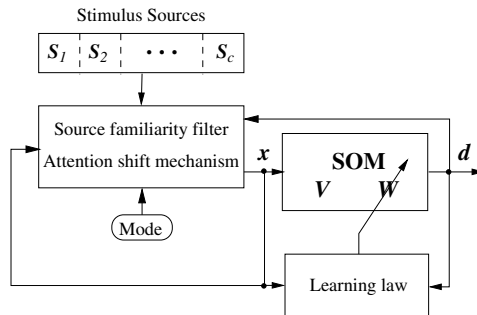 Stimulus Sources
S1 S2 • • • Sc
Source familiarity filter
Attention shift mechanism
x
SOM
V W
d
Mode
Learning law